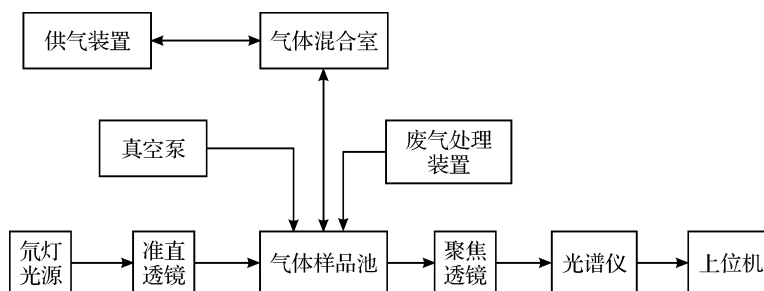 供气装置
气体混合室
真空泵
废气处理
装置
氘灯
光源
准直
透镜
气体样品池
聚焦
透镜
光谱仪
上位机